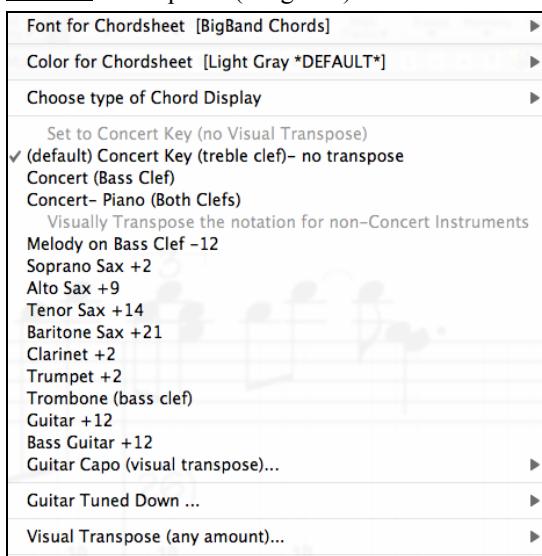 Font for Chordsheet [BigBand Chords]
Color for Chordsheet [Light Gray *DEFAULT*]
Choose type of Chord Display
Set to Concert Key (no Visual Transpose)
✓ (default) Concert Key (treble clef)- no transpose
Concert (Bass Clef)
Concert- Piano (Both Clefs)
Visually Transpose the notation for non-Concert Instruments
Melody on Bass Clef -12
Soprano Sax +2
Alto Sax +9
Tenor Sax +14
Baritone Sax +21
Clarinet +2
Trumpet +2
Trombone (bass clef)
Guitar +12
Bass Guitar +12
Guitar Capo (visual transpose)...
Guitar Tuned Down ...
Visual Transpose (any amount)...